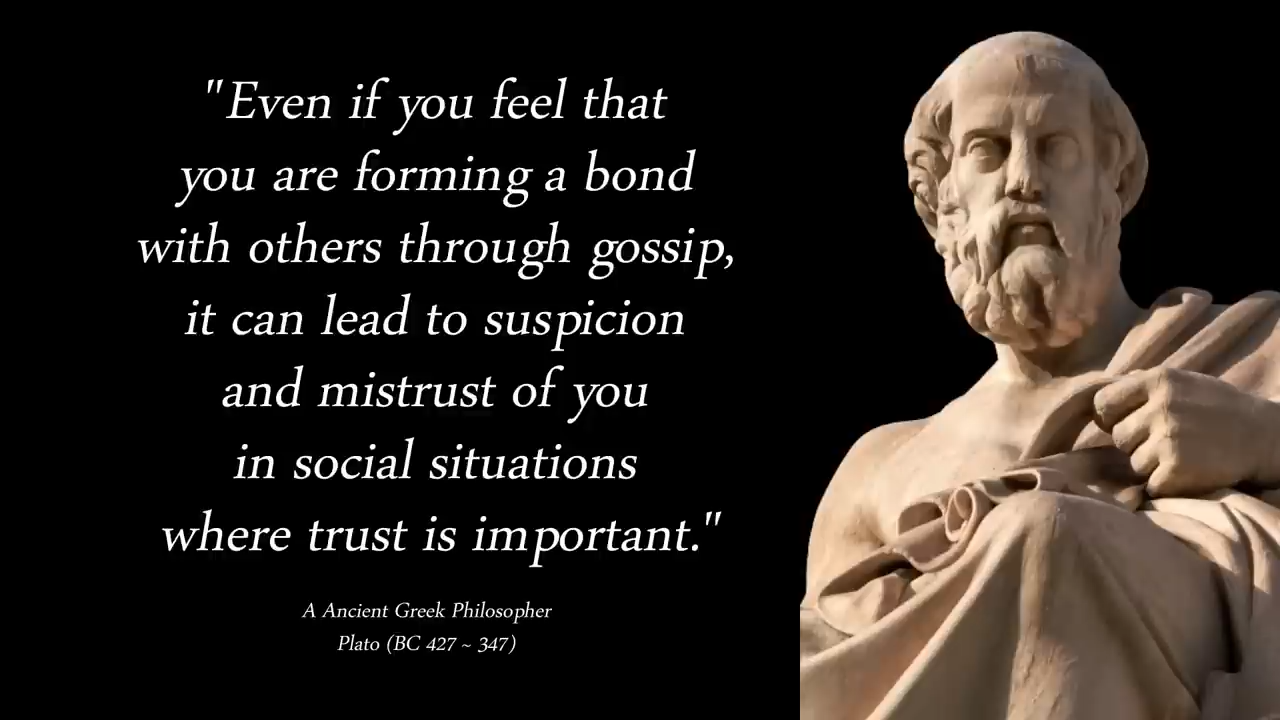 "Even if you feel that
you are forming a bond
with others through gossip,
it can lead to suspicion
and mistrust of you
in social situations
where trust is important."
A Ancient Greek Philosopher
Plato (BC 427 ~ 347)